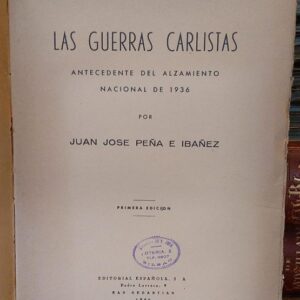 LAS GUERRAS CARLISTAS
ANTECEDENTE DEL ALZAMIENTO
NACIONAL DE 1936
POR
JUAN JOSE PEÑA E IBAÑEZ
PRIMERA EDICION
EDITORIAL ESPAÑOLA, S. A.
SAN SEBASTIAN